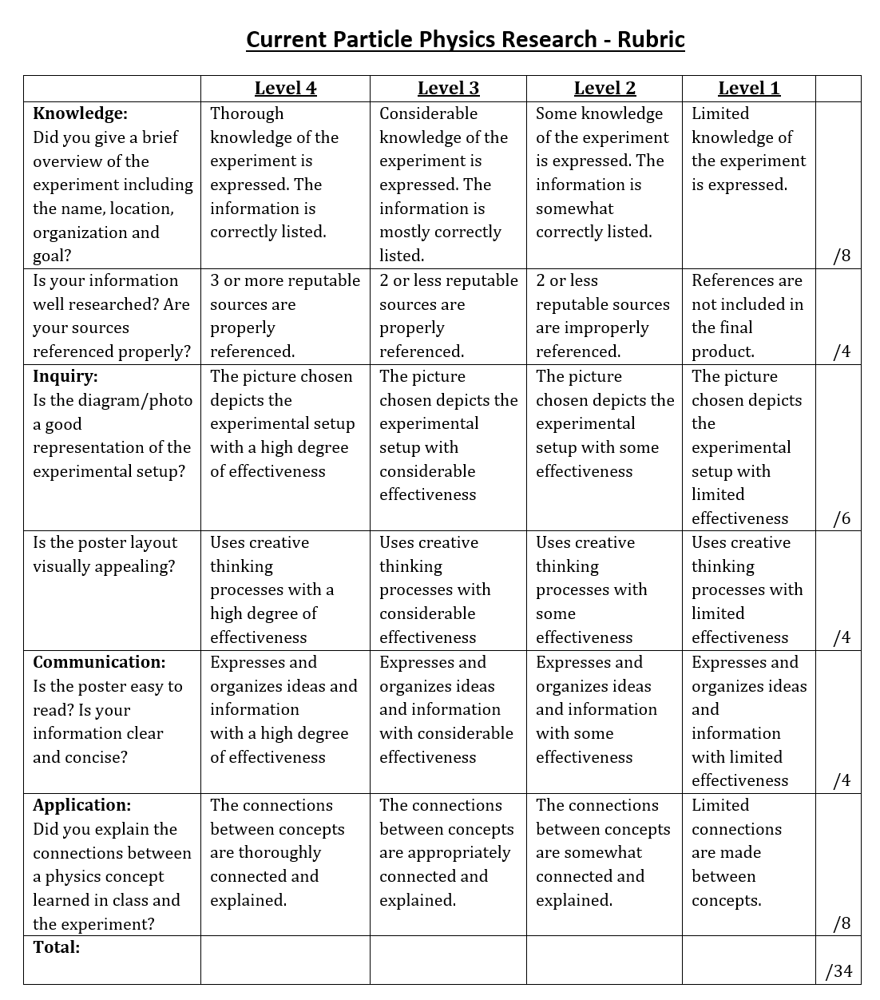 Current Particle Physics Research - Rubric
Level 4
Level 3
Level 2
Level 1
Knowledge:
Did you give a brief
overview of the
experiment including
the name, location,
organization and
goal?
Thorough
knowledge of the
experiment is
expressed. The
information is
correctly listed.
Considerable
knowledge of the
experiment is
expressed. The
information is
mostly correctly
listed.
Some knowledge
of the experiment
is expressed. The
information is
somewhat
correctly listed.
Limited
knowledge of
the experiment
is expressed.
/8
Is your information
well researched? Are
your sources
referenced properly?
3 or more reputable
sources are
properly
referenced.
2 or less reputable
sources are
properly
referenced.
2 or less
reputable sources
are improperly
referenced.
References are
not included in
the final
product.
/4
Inquiry:
Is the diagram/photo
a good
representation of the
experimental setup?
The picture chosen
depicts the
experimental setup
with a high degree
of effectiveness
The picture
chosen depicts the
experimental
setup with
considerable
effectiveness
The picture
chosen depicts the
experimental
setup with some
effectiveness
The picture
chosen depicts
the
experimental
setup with
limited
effectiveness
/6
Is the poster layout
visually appealing?
Uses creative
thinking
processes with a
high degree of
effectiveness
Uses creative
thinking
processes with
considerable
effectiveness
Uses creative
thinking
processes with
some
effectiveness
Uses creative
thinking
processes with
limited
effectiveness
/4
Communication:
Is the poster easy to
read? Is your
information clear
and concise?
Expresses and
organizes ideas and
information
with a high degree
of effectiveness
Expresses and
organizes ideas
and information
with considerable
effectiveness
Expresses and
organizes ideas
and information
with some
effectiveness
Expresses and
organizes ideas
and
information
with limited
effectiveness
/4
Application:
Did you explain the
connections between
a physics concept
learned in class and
the experiment?
The connections
between concepts
are thoroughly
connected and
explained.
The connections
between concepts
are appropriately
connected and
explained.
The connections
between concepts
are somewhat
connected and
explained.
Limited
connections
are made
between
concepts.
/8
Total:
/34